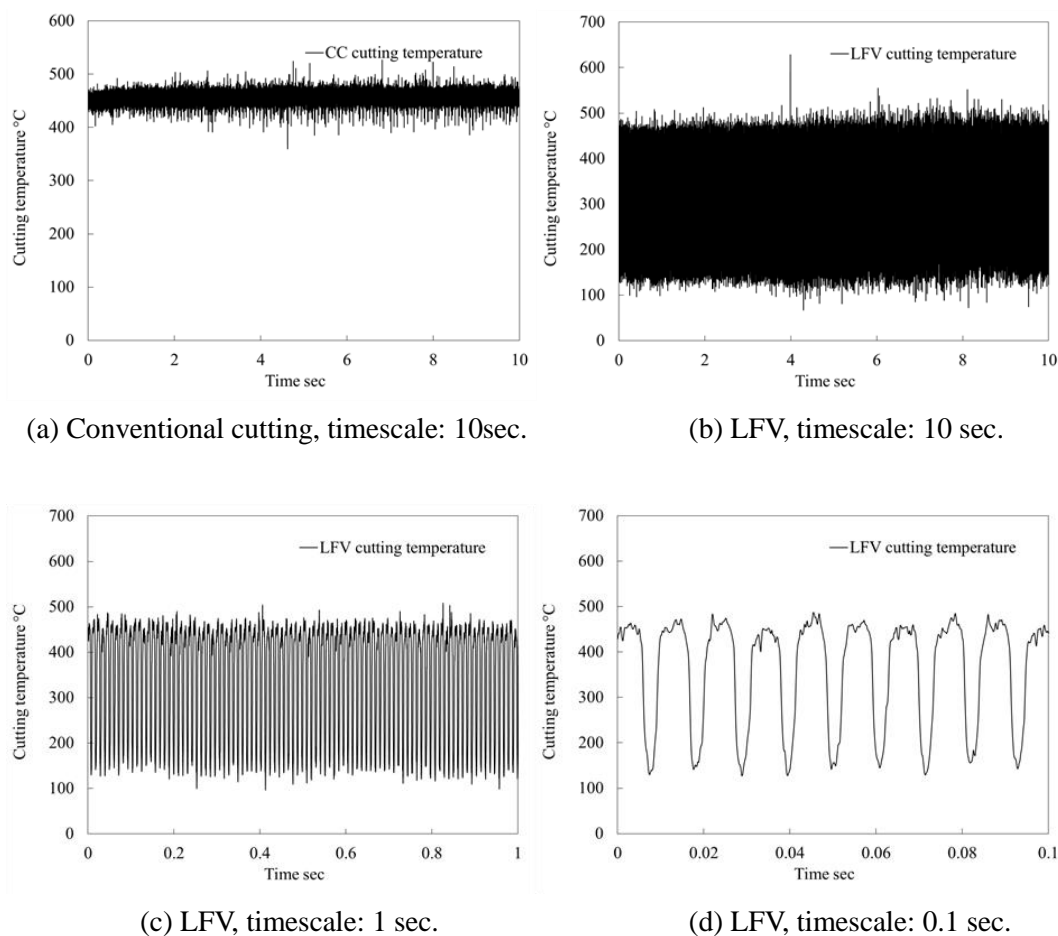 600
500
400
300
200
100
0
Cutting temperature °C
CC cutting temperature
0 2 4 6 8 10
Time sec
(a) Conventional cutting, timescale: 10sec.
700
600
500
400
300
200
100
0
Cutting temperature °C
LFV cutting temperature
0 2 4 6 8 10
Time sec
(b) LFV, timescale: 10 sec.
700
600
500
400
300
200
100
0
Cutting temperature °C
LFV cutting temperature
0 0.2 0.4 0.6 0.8 1
Time sec
(c) LFV, timescale: 1 sec.
700
600
500
400
300
200
100
0
Cutting temperature °C
LFV cutting temperature
0 0.02 0.04 0.06 0.08 0.1
Time sec
(d) LFV, timescale: 0.1 sec.